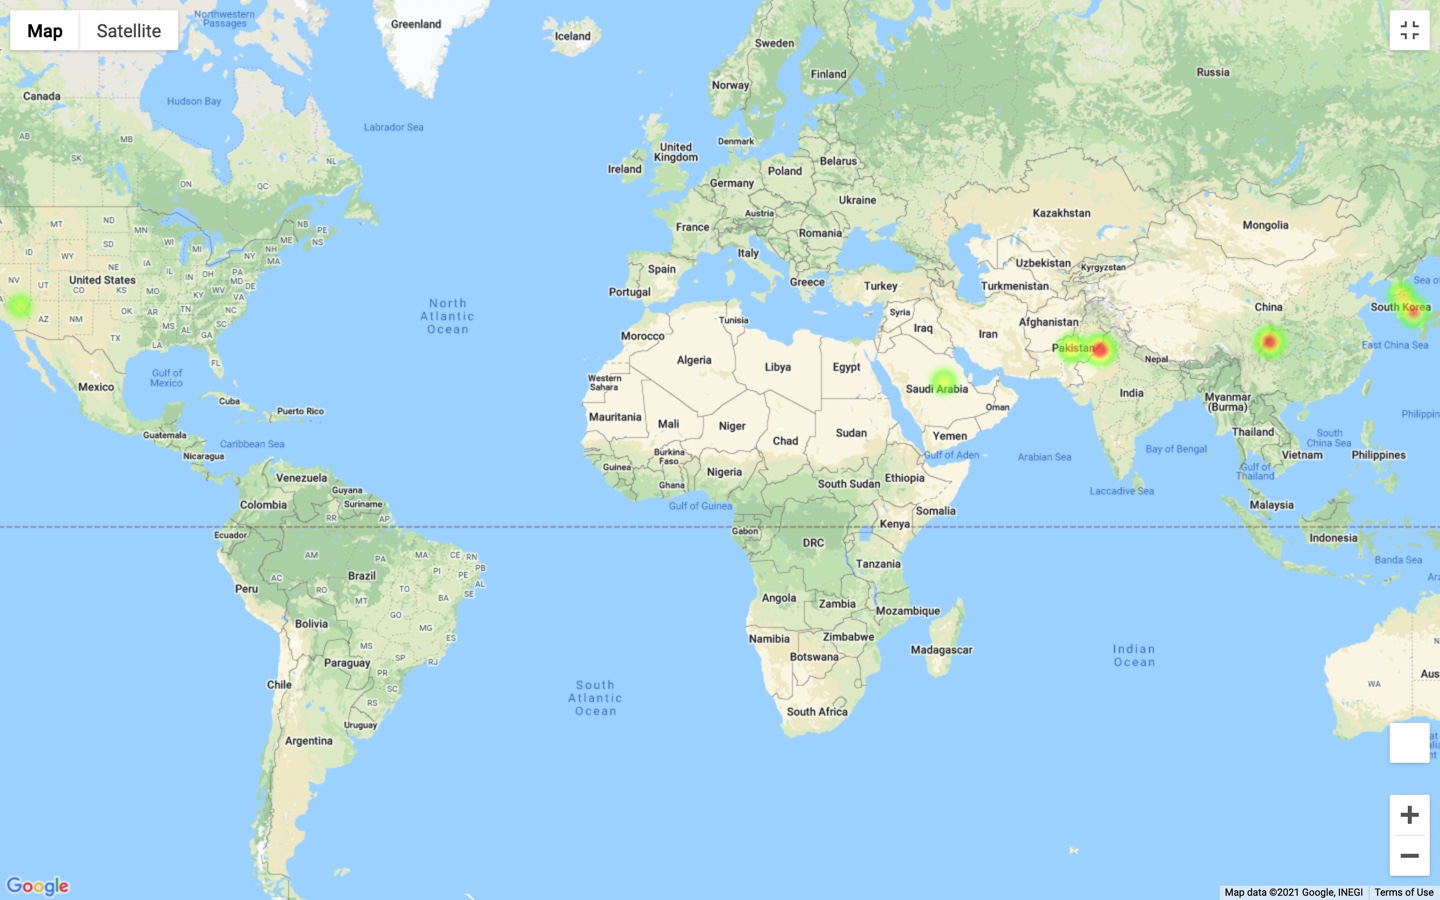 Map
Satellite
Northwestern
Passages
Greenland
Iceland
Sweden
Finland
Norway
Russia
Canada
Hudson Bay
Labrador Sea
AB
MB
SK
ON
QC
NL
United
Kingdom
Ireland
Denmark
Belarus
Poland
Germany
Ukraine
Austria
France
Romania
Italy
Spain
Portugal
Greece
Turkey
Kazakhstan
Mongolia
Uzbekistan
Kyrgyzstan
Turkmenistan
MT
ND
MN
NB
PE
NS
ME
ID
WY
SD
WI
MI
NY
NH
MA
NV
UT
United States
NE
IA
IL
IN
OH
PA
MD
DE
CO
KS
MO
WV
KY
VA
AZ
NM
OK
AR
TN
NC
SC
MS
AL
GA
TX
LA
FL
North
Atlantic
Ocean
Sea o
South Korea
China
East China Sea
Tunisia
Morocco
Syria
Iraq
Iran
Afghanistan
Pakistan
Nepal
Algeria
Libya
Egypt
Western
Sahara
Saudi Arabia
Oman
India
Myanmar
(Burma)
Gulf of
Mexico
Mexico
Cuba
Puerto Rico
Mauritania
Mali
Niger
Chad
Sudan
Yemen
Gulf of Aden
Arabian Sea
Bay of Bengal
Thailand
Vietnam
South
China Sea
Philippin
Philippines
Guatemala
Nicaragua
Caribbean Sea
Burkina
Faso
Guinea
Ghana
Nigeria
South Sudan
Ethiopia
Somalia
Laccadive Sea
Gulf of
Thailand
Malaysia
Venezuela
Guyana
Suriname
Colombia
RR
AP
Ecuador
Gulf of Guinea
Gabon
DRC
Kenya
Tanzania
Indonesia
Banda Sea
Ara
AM
PA
MA
CE
RN
PB
PI
PE
AL
SE
AC
RO
TO
BA
Peru
Brazil
MT
GO
MG
ES
Bolivia
MS
SP
RJ
Paraguay
PR
SC
RS
Chile
Uruguay
Argentina
Angola
Zambia
Mozambique
Namibia
Zimbabwe
Botswana
Madagascar
South Africa
South
Atlantic
Ocean
Indian
Ocean
WA
N
Aus
Google
Map data ©2021 Google, INEGI
Terms of Use